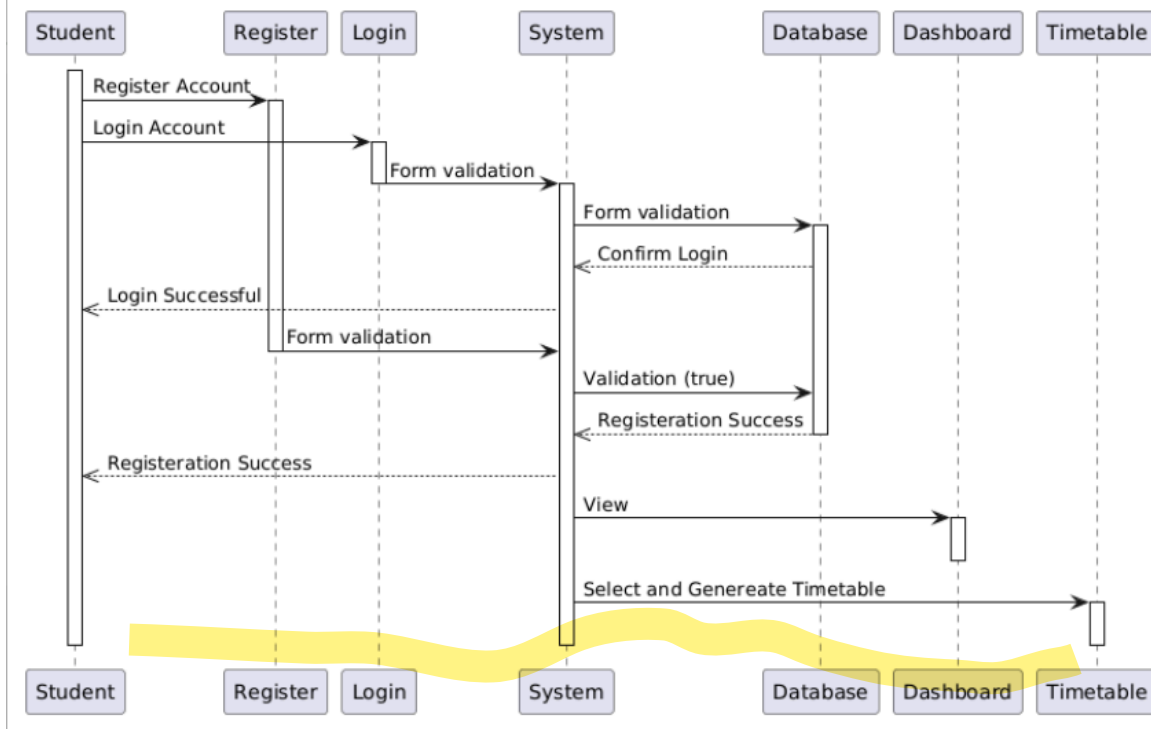 Student Register Login System Database Dashboard Timetable
Register Account
Login Account
Form validation
Form validation
Confirm Login
Login Successful
Form validation
Validation (true)
Registeration Success
Registeration Success
View
Select and Genereate Timetable
Student Register Login System Database Dashboard Timetable